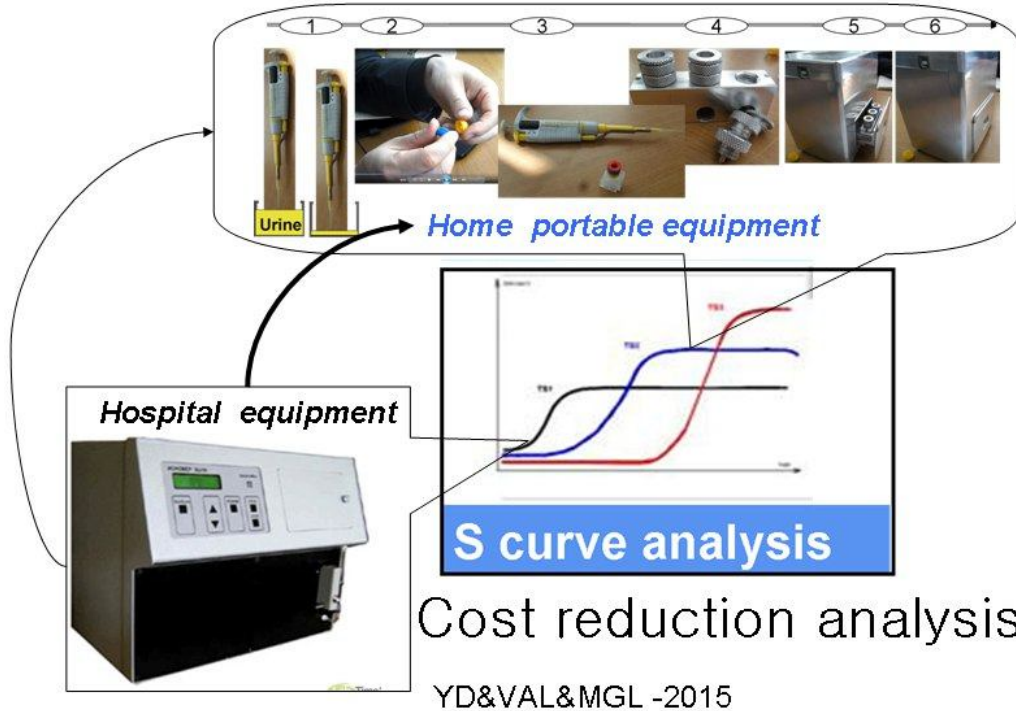 1 2 3 4 5 6
Urine
Home portable equipment
TS3
TS2
TS1
Hospital equipment
S curve analysis
Cost reduction analysis
YD&VAL&MGL -2015